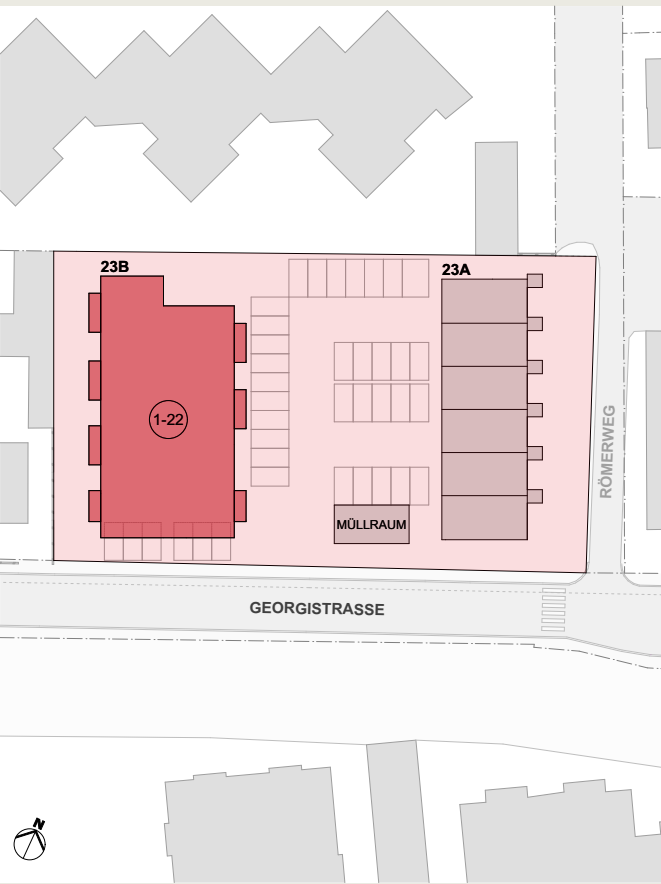 23B
23A
1-22
RÖMERWEG
MÜLLRAUM
GEORGISTRASSE
N